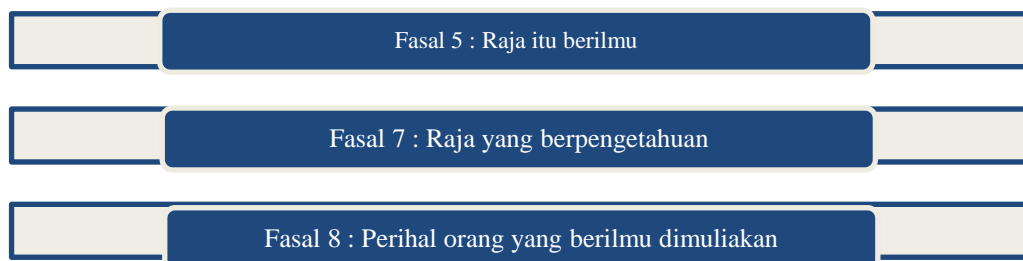 Fasal 5 : Raja itu berilmu
Fasal 7 : Raja yang berpengetahuan
Fasal 8 : Perihal orang yang berilmu dimuliakan